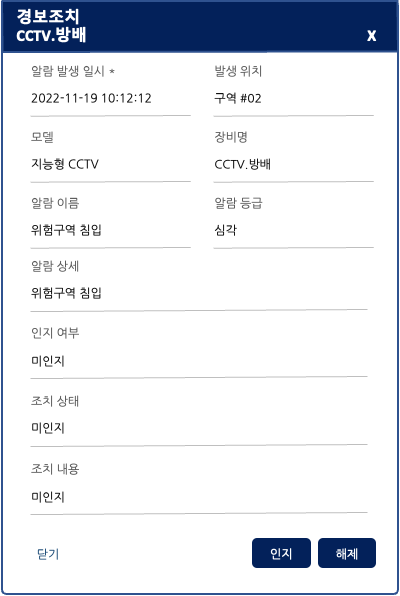 경보조치
CCTV.방배
X
알람 발생 일시 *
발생 위치
2022-11-19 10:12:12
구역 #02
모델
장비명
지능형 CCTV
CCTV.방배
알람 이름
알람 등급
위험구역 침입
심각
알람 상세
위험구역 침입
인지 여부
미인지
조치 상태
미인지
조치 내용
미인지
닫기
인지
해제